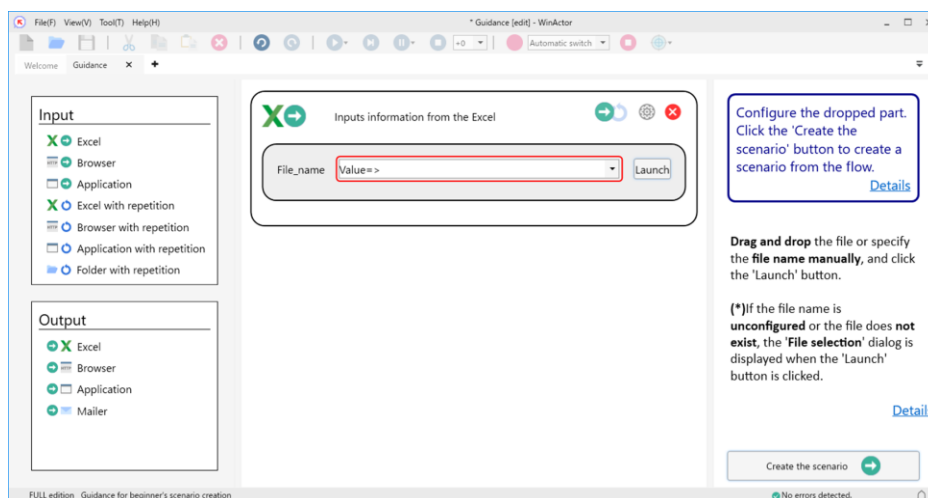 File(F) View(V) Tool(T) Help(H)
* Guidance [edit] - WinActor
+0
Automatic switch
Welcome Guidance
Input
Excel
Browser
Application
Excel with repetition
Browser with repetition
Application with repetition
Folder with repetition
Output
Excel
Browser
Application
Mailer
Inputs information from the Excel
File_name Value=> Launch
Configure the dropped part.
Click the 'Create the
scenario' button to create a
scenario from the flow.
Details
Drag and drop the file or specify
the file name manually, and click
the 'Launch' button.
(*)If the file name is
unconfigured or the file does not
exist, the 'File selection' dialog is
displayed when the 'Launch'
button is clicked.
Detail
Create the scenario
FULL edition Guidance for beginner's scenario creation
No errors detected.